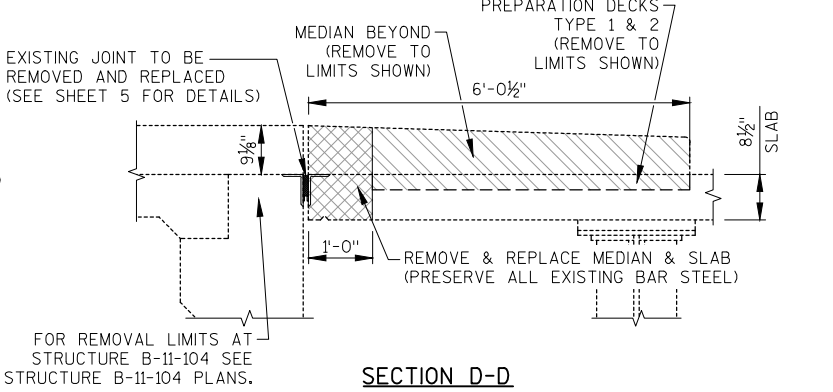 PREPARATION DECKS
TYPE 1 & 2
(REMOVE TO
LIMITS SHOWN)
MEDIAN BEYOND
(REMOVE TO
LIMITS SHOWN)
EXISTING JOINT TO BE
REMOVED AND REPLACED
(SEE SHEET 5 FOR DETAILS)
6'-0½"
9⅛"
8½"
SLAB
1'-0"
REMOVE & REPLACE MEDIAN & SLAB
(PRESERVE ALL EXISTING BAR STEEL)
FOR REMOVAL LIMITS AT
STRUCTURE B-11-104 SEE
STRUCTURE B-11-104 PLANS.
SECTION D-D